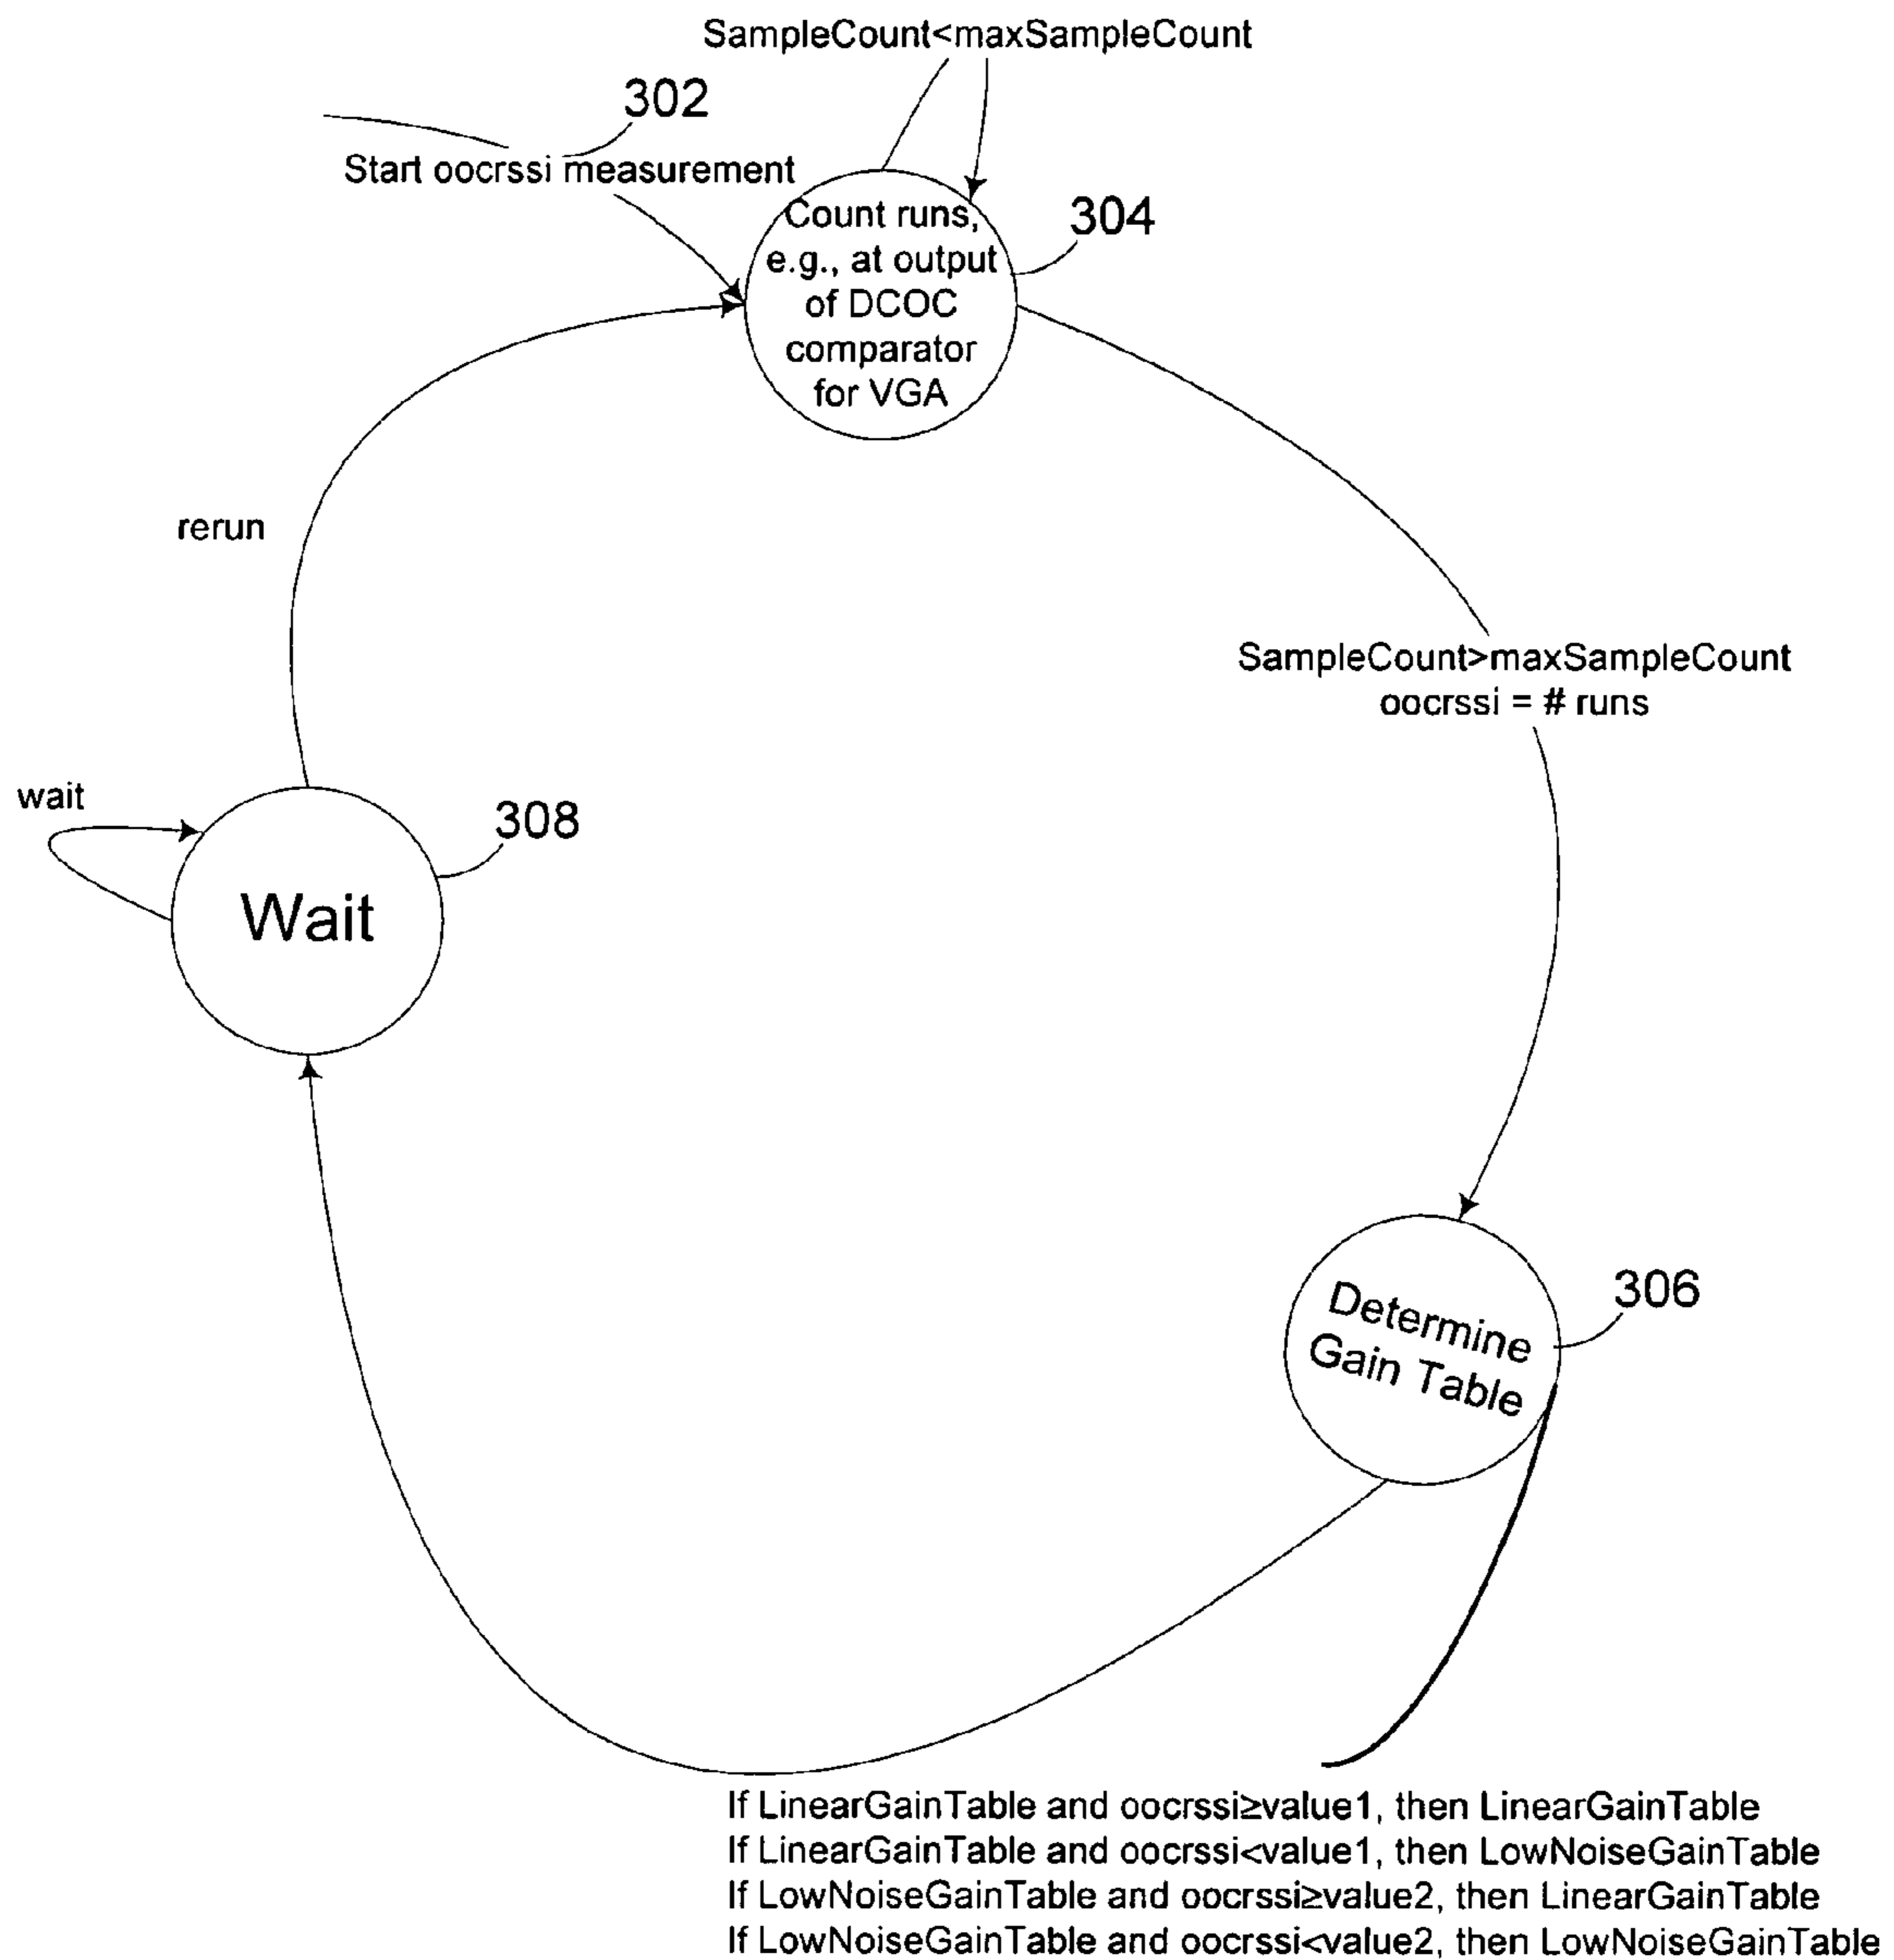 SampleCount<maxSampleCount
302
Start oocrssi measurement
304
Count runs,
e.g., at output
of DCOC
comparator
for VGA
rerun
SampleCount>maxSampleCount
oocrssi = # runs
wait
308
Wait
306
Determine
Gain Table
If LinearGainTable and oocrssi≥value1, then LinearGainTable
If LinearGainTable and oocrssi<value1, then LowNoiseGainTable
If LowNoiseGainTable and oocrssi≥value2, then LinearGainTable
If LowNoiseGainTable and oocrssi<value2, then LowNoiseGainTable